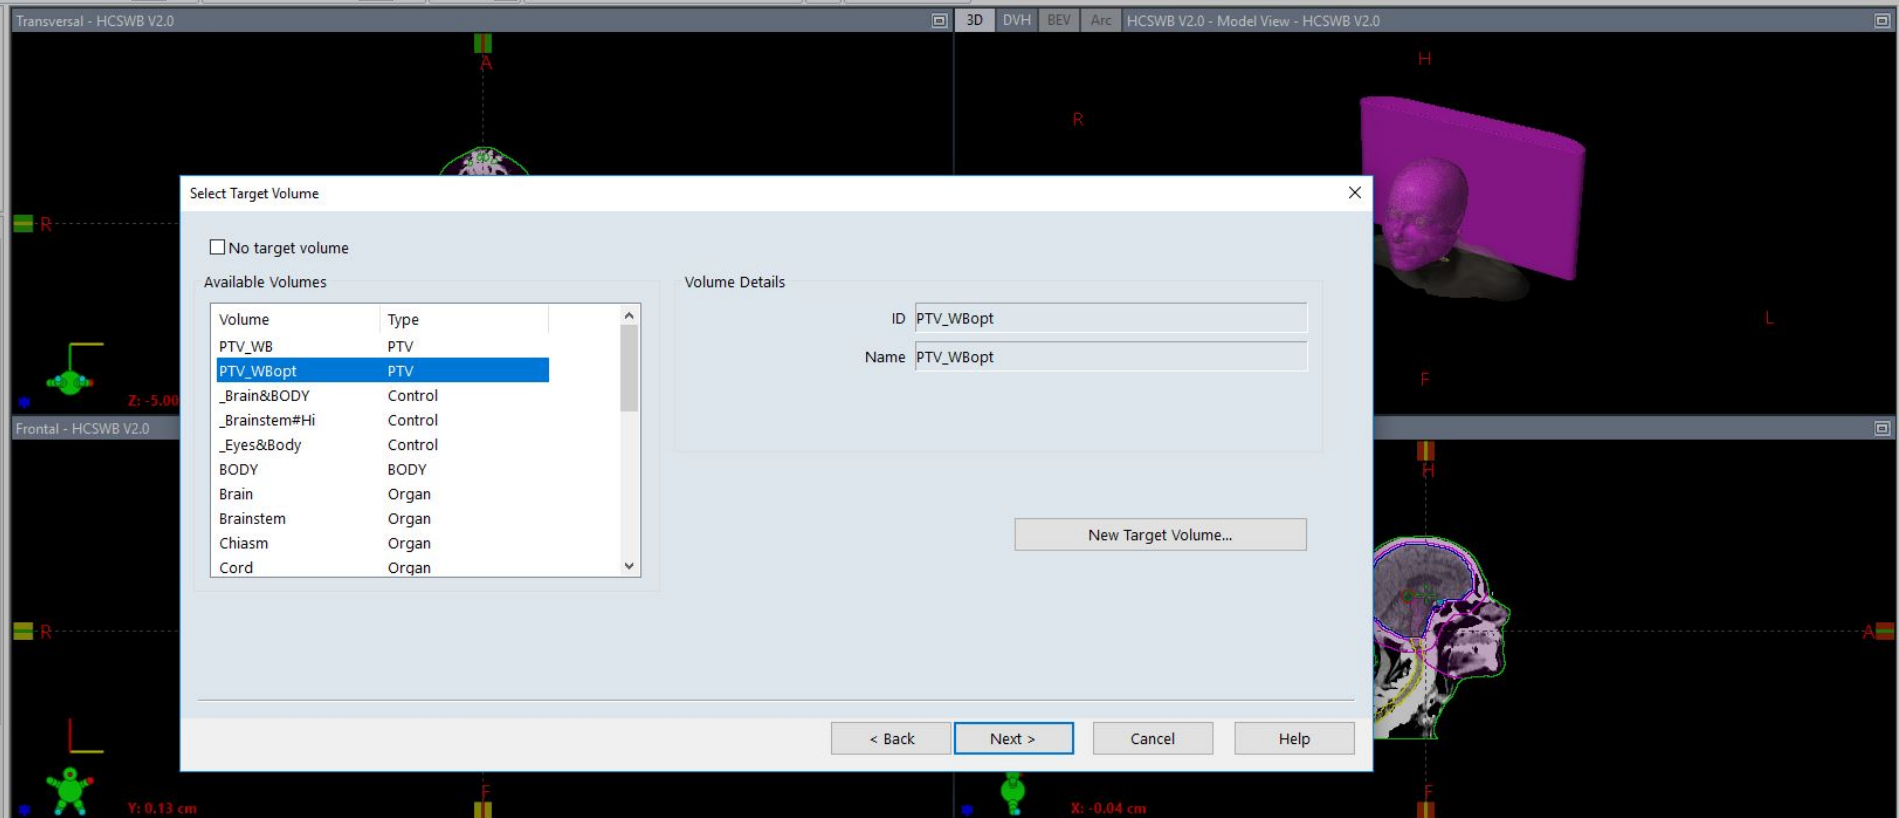 Transversal - HCSWB V2.0
3D DVH BEV Arc HCSWB V2.0 - Model View - HCSWB V2.0
A
H
R
R
L
F
Z: -5.00
Select Target Volume
No target volume
Available Volumes
Volume Type
PTV_WB PTV
PTV_WBopt PTV
_Brain&BODY Control
_Brainstem#Hi Control
_Eyes&Body Control
BODY BODY
Brain Organ
Brainstem Organ
Chiasm Organ
Cord Organ
Volume Details
ID PTV_WBopt
Name PTV_WBopt
New Target Volume...
< Back Next > Cancel Help
Frontal - HCSWB V2.0
H
R
A
F
F
Y: 0.13 cm
X: -0.04 cm